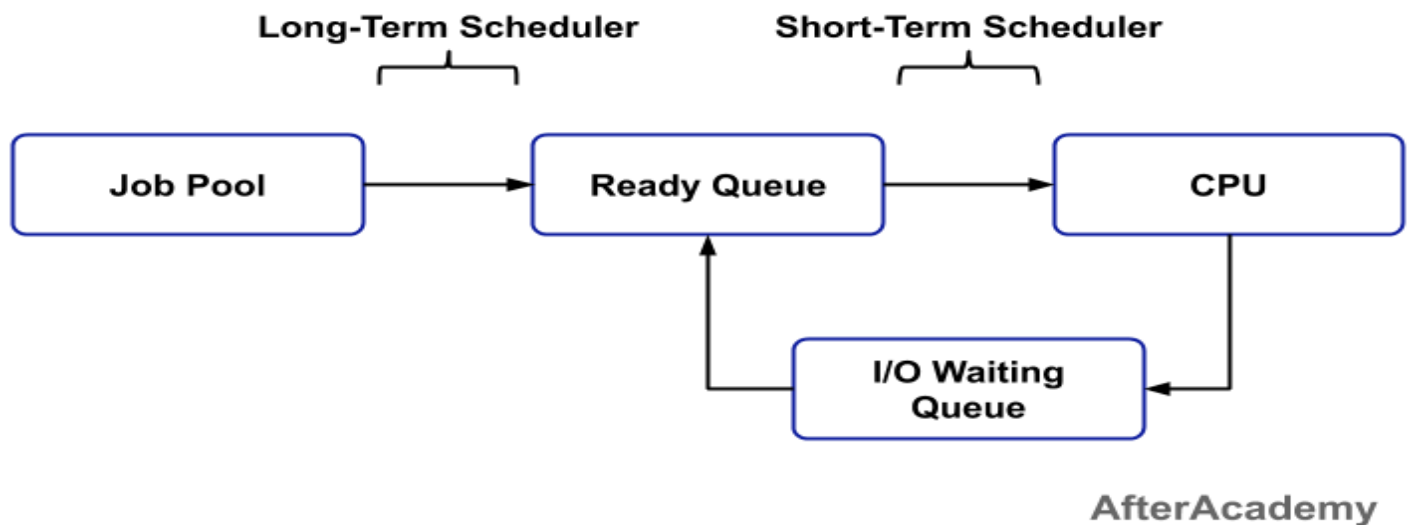 Long-Term Scheduler
Short-Term Scheduler
Job Pool
Ready Queue
CPU
I/O Waiting
Queue
AfterAcademy